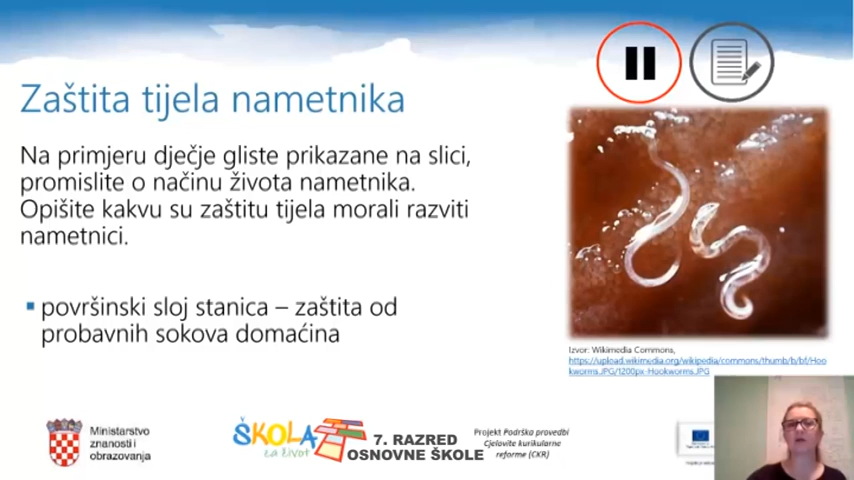 Zaštita tijela nametnika
Na primjeru dječje gliste prikazane na slici,
promislite o načinu života nametnika.
Opišite kakvu su zaštitu tijela morali razviti
nametnici.
površinski sloj stanica – zaštita od
probavnih sokova domaćina
Izvor: Wikimedia Commons,
https://upload.wikimedia.org/wikipedia/commons/thumb/b/bf/Hoo
kworms.JPG/1200px-Hookworms.JPG
Ministarstvo
znanosti i
obrazovanja
ŠKOLA
za život
7. RAZRED
OSNOVNE ŠKOLE
Projekt Podrška provedbi
Cjelovite kurikularne
reforme (CKR)